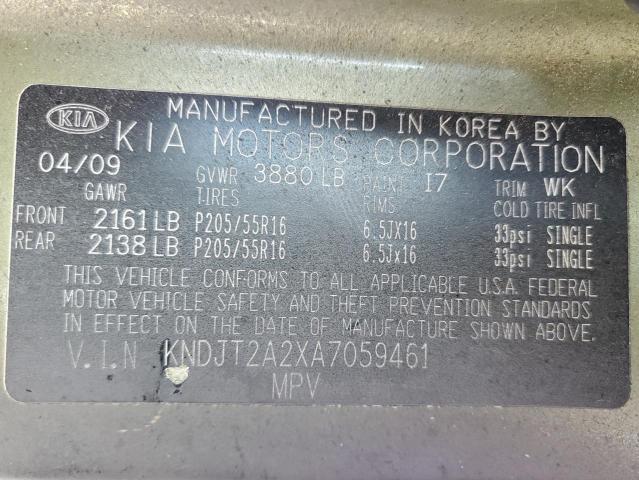 KIA
MANUFACTURED IN KOREA BY
KIA MOTORS CORPORATION
04/09 GVWR 3880 LB PAINT I7 TRIM WK
GAWR TIRES RIMS COLD TIRE INFL
FRONT 2161 LB P205/55R16 6.5JX16 33psi SINGLE
REAR 2138 LB P205/55R16 6.5Jx16 33psi SINGLE
THIS VEHICLE CONFORMS TO ALL APPLICABLE U.S.A. FEDERAL
MOTOR VEHICLE SAFETY AND THEFT PREVENTION STANDARDS
IN EFFECT ON THE DATE OF MANUFACTURE SHOWN ABOVE.
V.I.N KNDJT2A2XA7059461
MPV